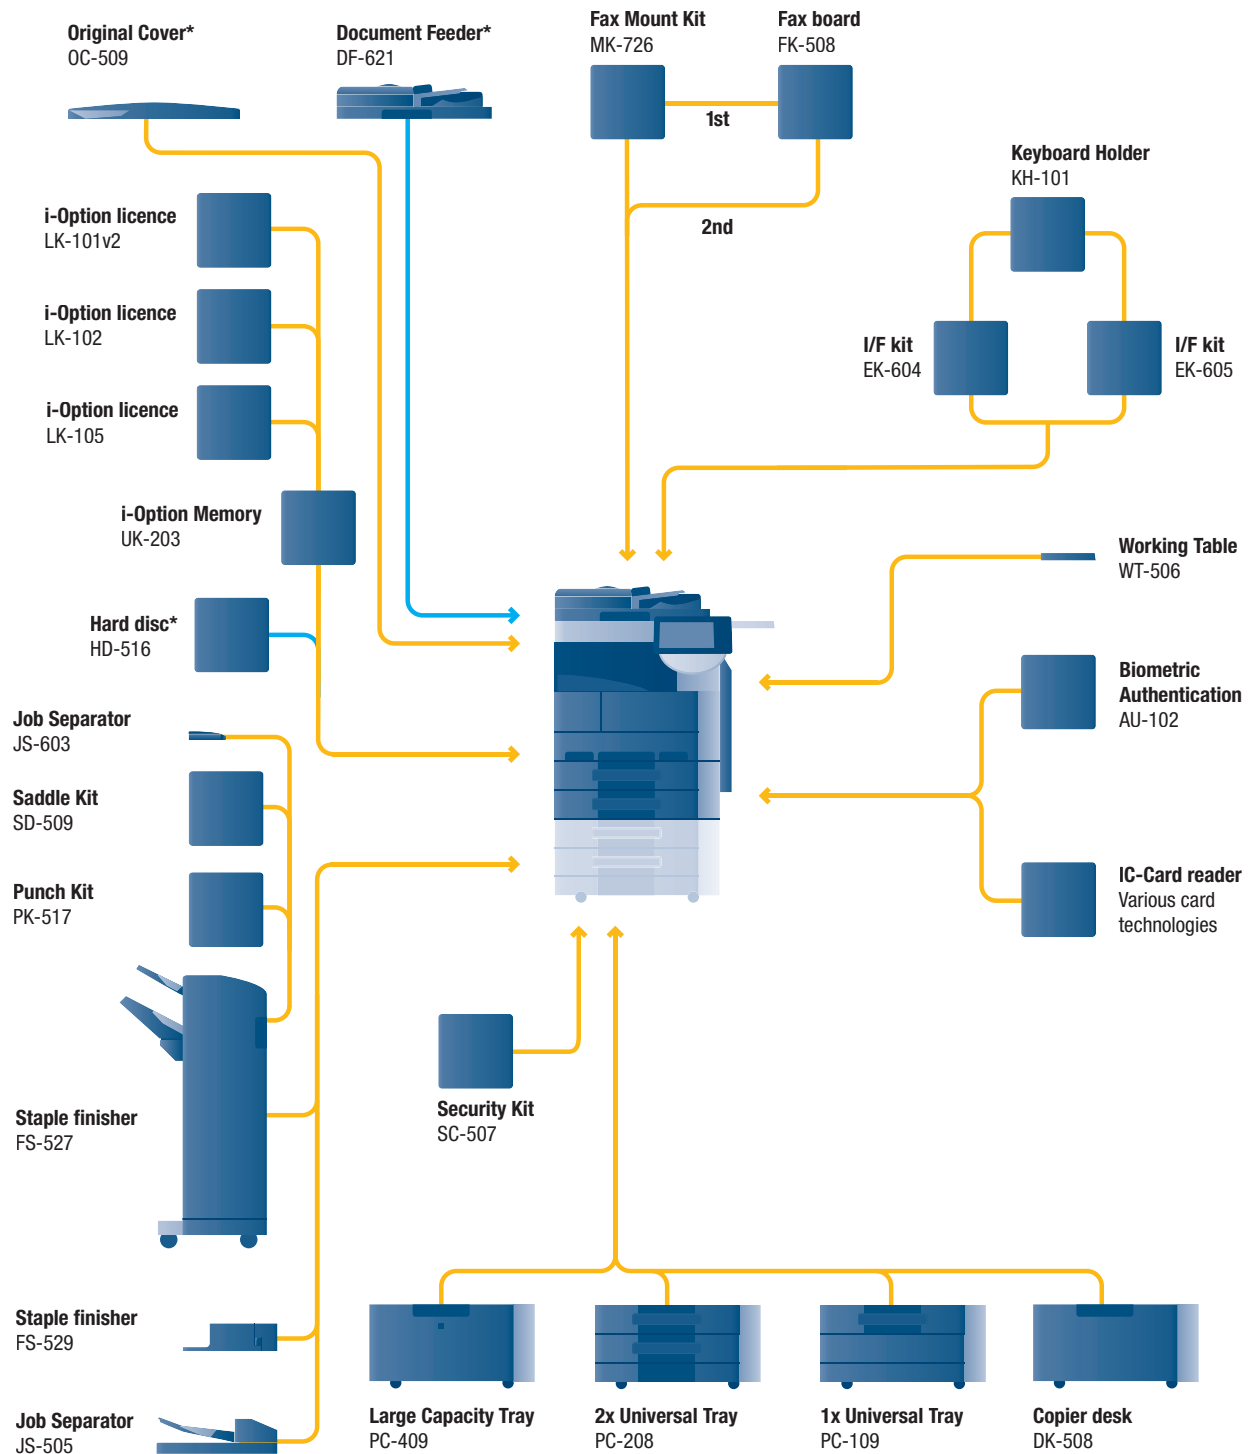 Original Cover*
OC-509
Document Feeder*
DF-621
Fax Mount Kit
MK-726
Fax board
FK-508
1st
2nd
Keyboard Holder
KH-101
i-Option licence
LK-101v2
i-Option licence
LK-102
I/F kit
EK-604
I/F kit
EK-605
i-Option licence
LK-105
i-Option Memory
UK-203
Working Table
WT-506
Hard disc*
HD-516
Biometric
Authentication
AU-102
Job Separator
JS-603
Saddle Kit
SD-509
Punch Kit
PK-517
IC-Card reader
Various card
technologies
Security Kit
SC-507
Staple finisher
FS-527
Staple finisher
FS-529
Job Separator
JS-505
Large Capacity Tray
PC-409
2x Universal Tray
PC-208
1x Universal Tray
PC-109
Copier desk
DK-508